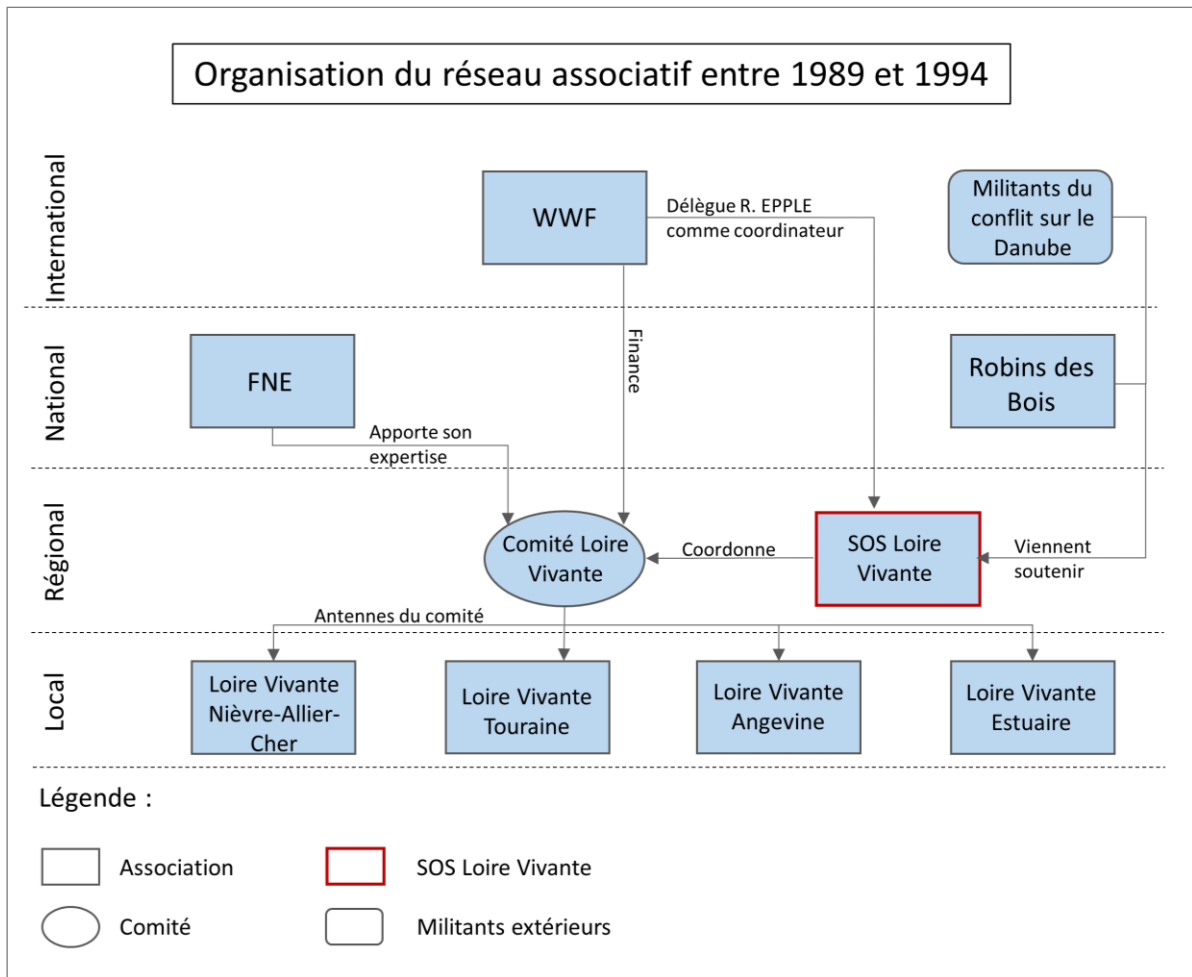 Organisation du réseau associatif entre 1989 et 1994
International
WWF
Délègue R. EPPLE
comme coordinateur
Militants du
conflit sur le
Danube
National
FNE
Finance
Robins des
Bois
Apporte son
expertise
Régional
Comité Loire
Vivante
Coordonne
SOS Loire
Vivante
Viennent
soutenir
Antennes du comité
Local
Loire Vivante
Nièvre-Allier-
Cher
Loire Vivante
Touraine
Loire Vivante
Angevine
Loire Vivante
Estuaire
Légende :
Association
SOS Loire Vivante
Comité
Militants extérieurs